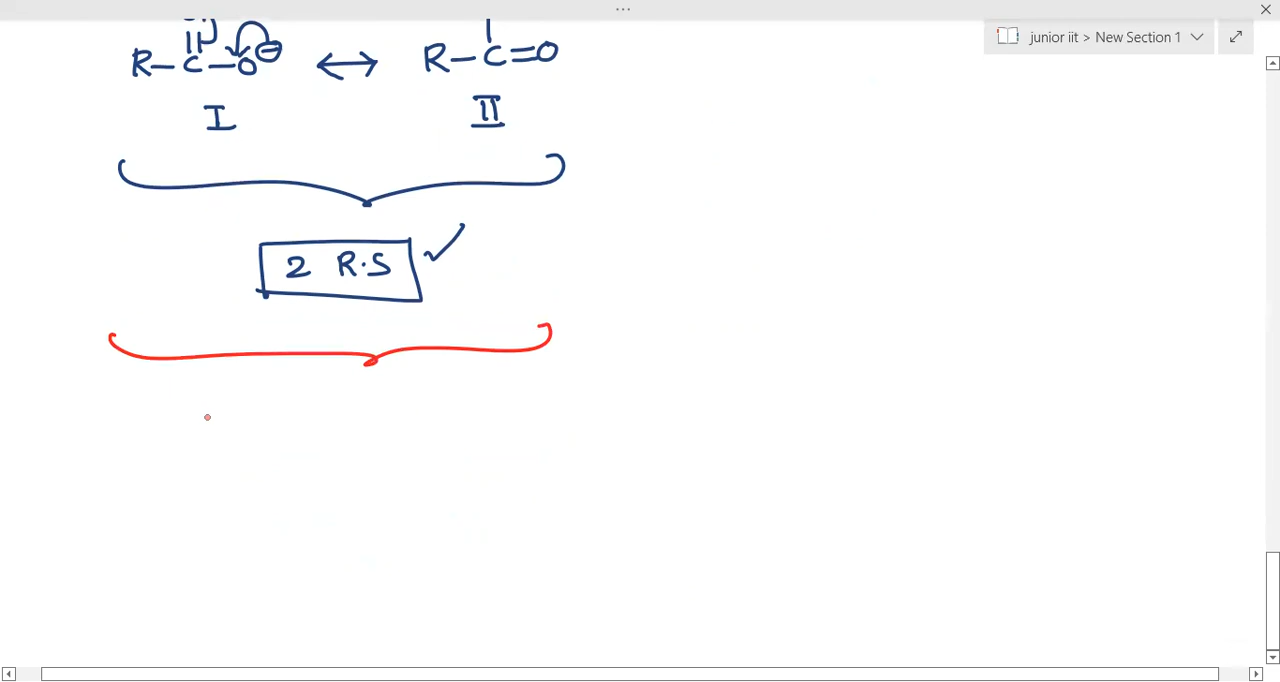 junior iit > New Section 1
R–C–O⊖ ↔ R–C=O
I II
2 R.S ✓